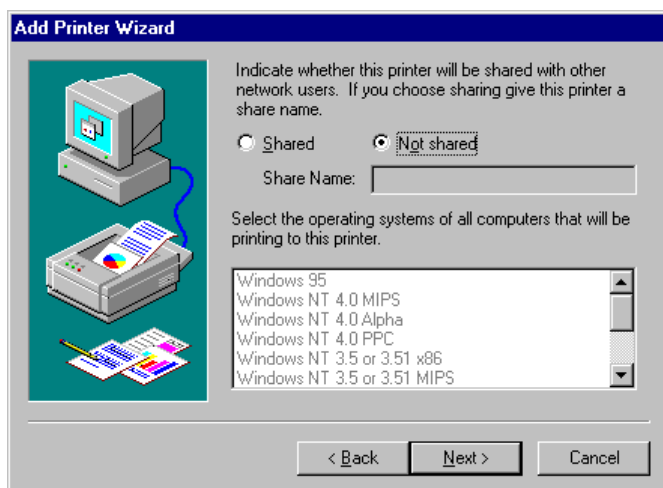 Add Printer Wizard
Indicate whether this printer will be shared with other
network users.  If you choose sharing give this printer a
share name.
Shared Not shared
Share Name:
Select the operating systems of all computers that will be
printing to this printer.
Windows 95
Windows NT 4.0 MIPS
Windows NT 4.0 Alpha
Windows NT 4.0 PPC
Windows NT 3.5 or 3.51 x86
Windows NT 3.5 or 3.51 MIPS
< Back Next > Cancel